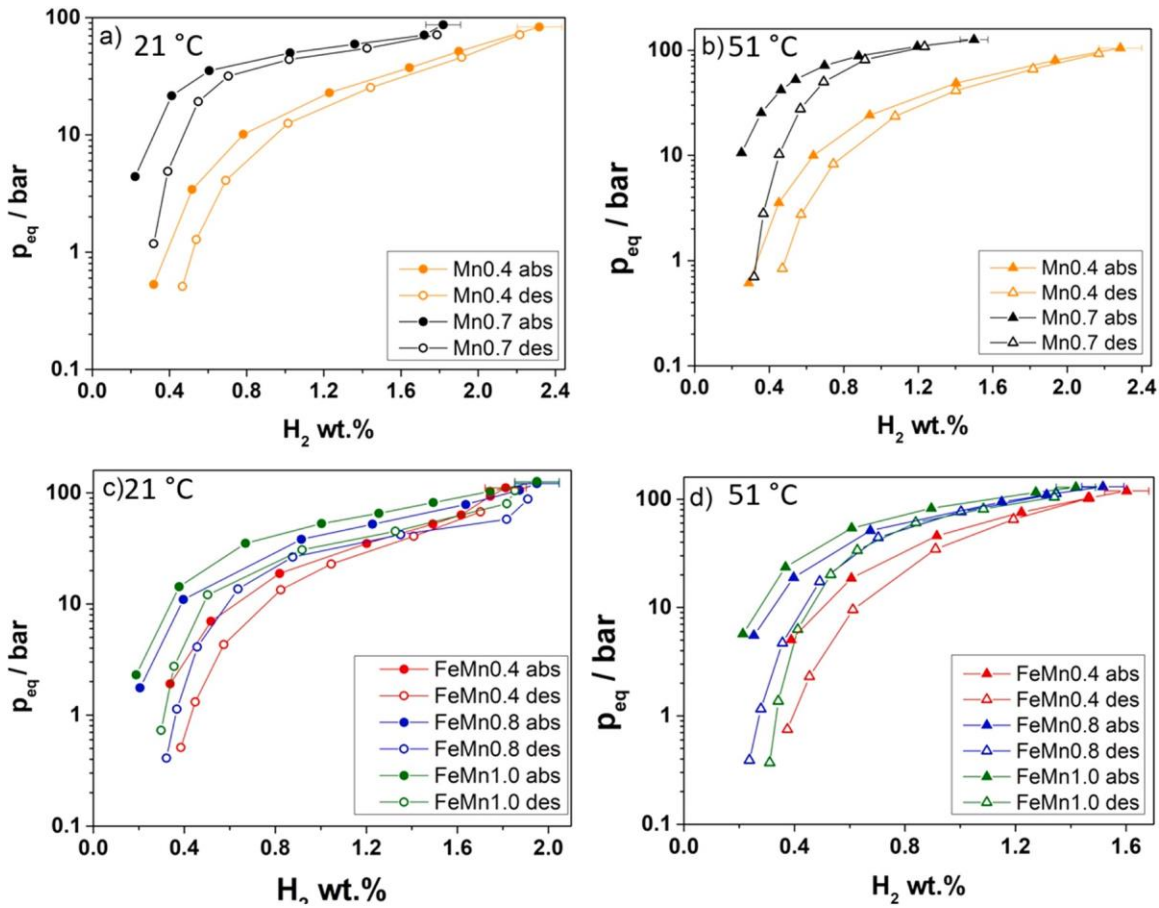 a) 21 °C
100
10
1
0.1
p_eq / bar
0.0 0.4 0.8 1.2 1.6 2.0 2.4
H₂ wt.%
Mn0.4 abs
Mn0.4 des
Mn0.7 abs
Mn0.7 des
b) 51 °C
100
10
1
0.1
p_eq / bar
0.0 0.4 0.8 1.2 1.6 2.0 2.4
H₂ wt.%
Mn0.4 abs
Mn0.4 des
Mn0.7 abs
Mn0.7 des
c) 21 °C
100
10
1
0.1
p_eq / bar
0.0 0.4 0.8 1.2 1.6 2.0
H₂ wt.%
FeMn0.4 abs
FeMn0.4 des
FeMn0.8 abs
FeMn0.8 des
FeMn1.0 abs
FeMn1.0 des
d) 51 °C
100
10
1
0.1
p_eq / bar
0.0 0.4 0.8 1.2 1.6
H₂ wt.%
FeMn0.4 abs
FeMn0.4 des
FeMn0.8 abs
FeMn0.8 des
FeMn1.0 abs
FeMn1.0 des